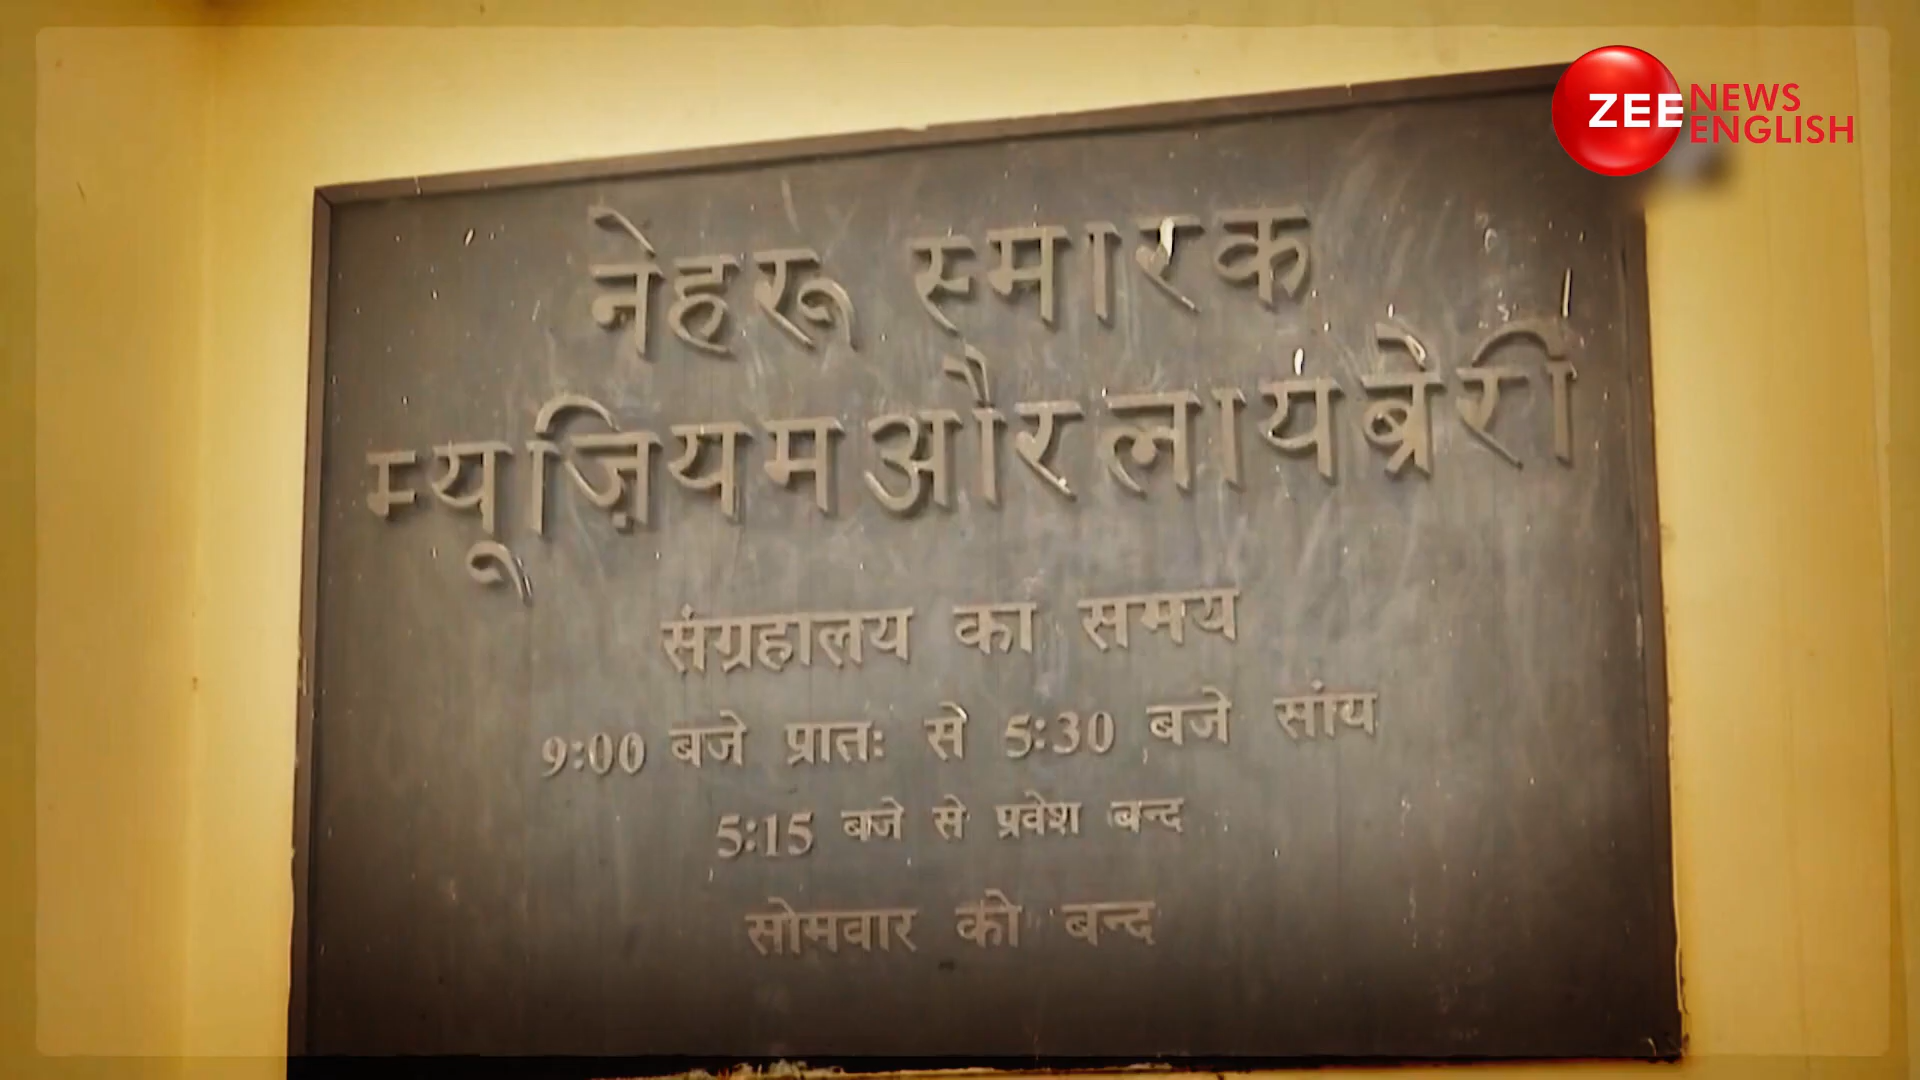 ZEE NEWS
ENGLISH
नेहरू स्मारक
म्यूज़ियम और लायब्रेरी
संग्रहालय का समय
9:00 बजे प्रातः से 5:30 बजे सांय
5:15 बजे से प्रवेश बन्द
सोमवार को बन्द